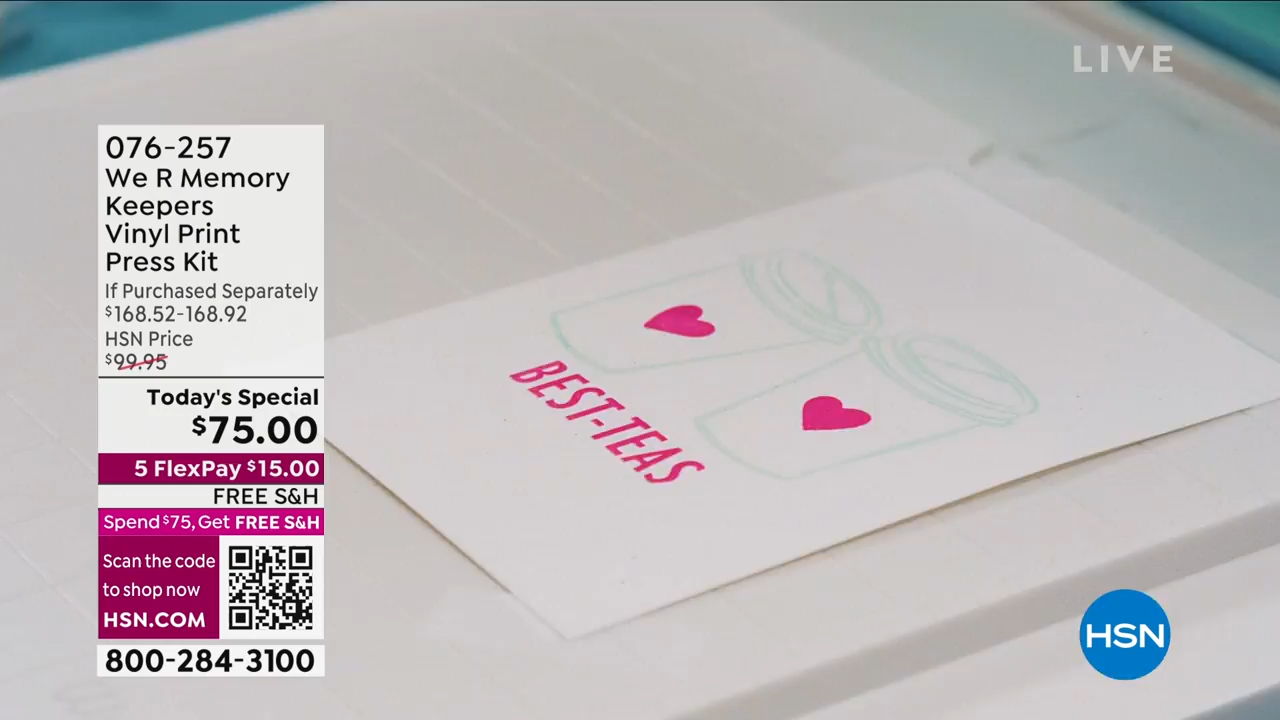 LIVE
076-257
We R Memory
Keepers
Vinyl Print
Press Kit
If Purchased Separately
$168.52-168.92
HSN Price
$99.95
Today's Special
$75.00
5 FlexPay $15.00
FREE S&H
Spend $75, Get FREE S&H
Scan the code
to shop now
HSN.COM
800-284-3100
BEST-TEAS
HSN